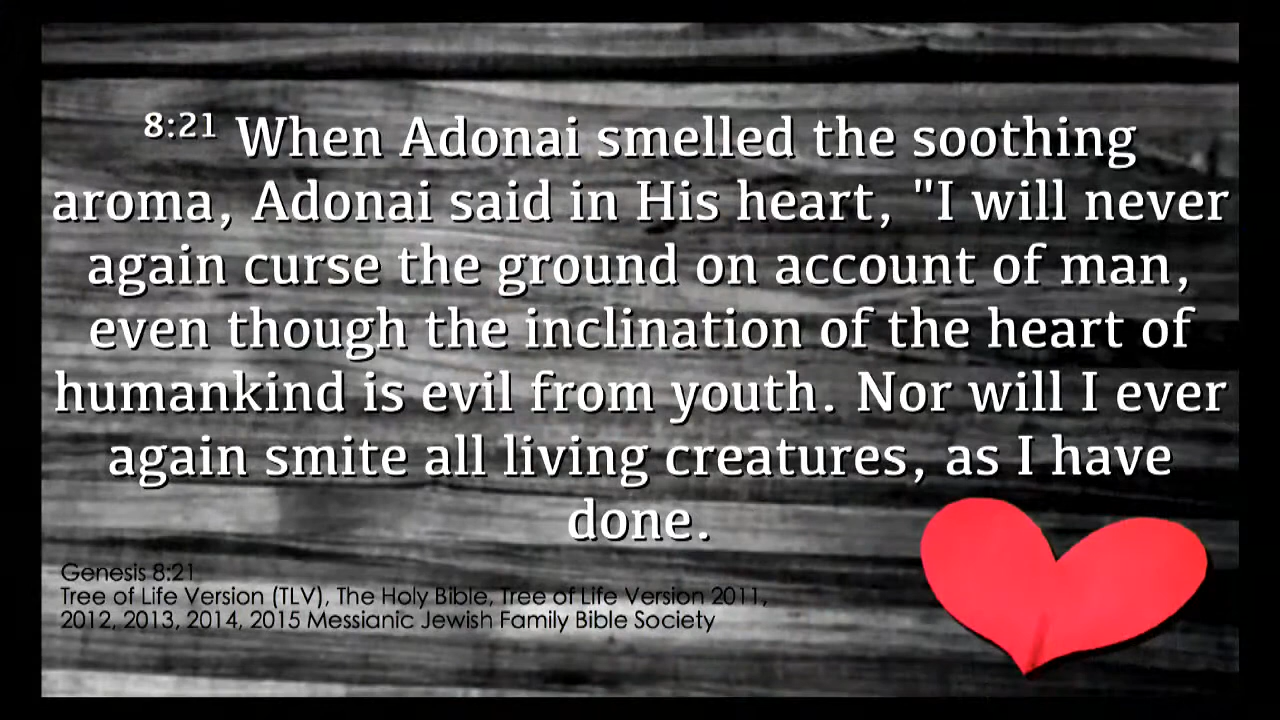 8:21 When Adonai smelled the soothing
aroma, Adonai said in His heart, "I will never
again curse the ground on account of man,
even though the inclination of the heart of
humankind is evil from youth. Nor will I ever
again smite all living creatures, as I have
done.
Genesis 8:21
Tree of Life Version (TLV), The Holy Bible, Tree of Life Version 2011,
2012, 2013, 2014, 2015 Messianic Jewish Family Bible Society